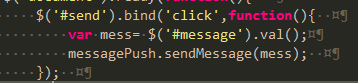 $('#send').bind('click',function(){
var mess= $('#message').val();
messagePush.sendMessage(mess);
});